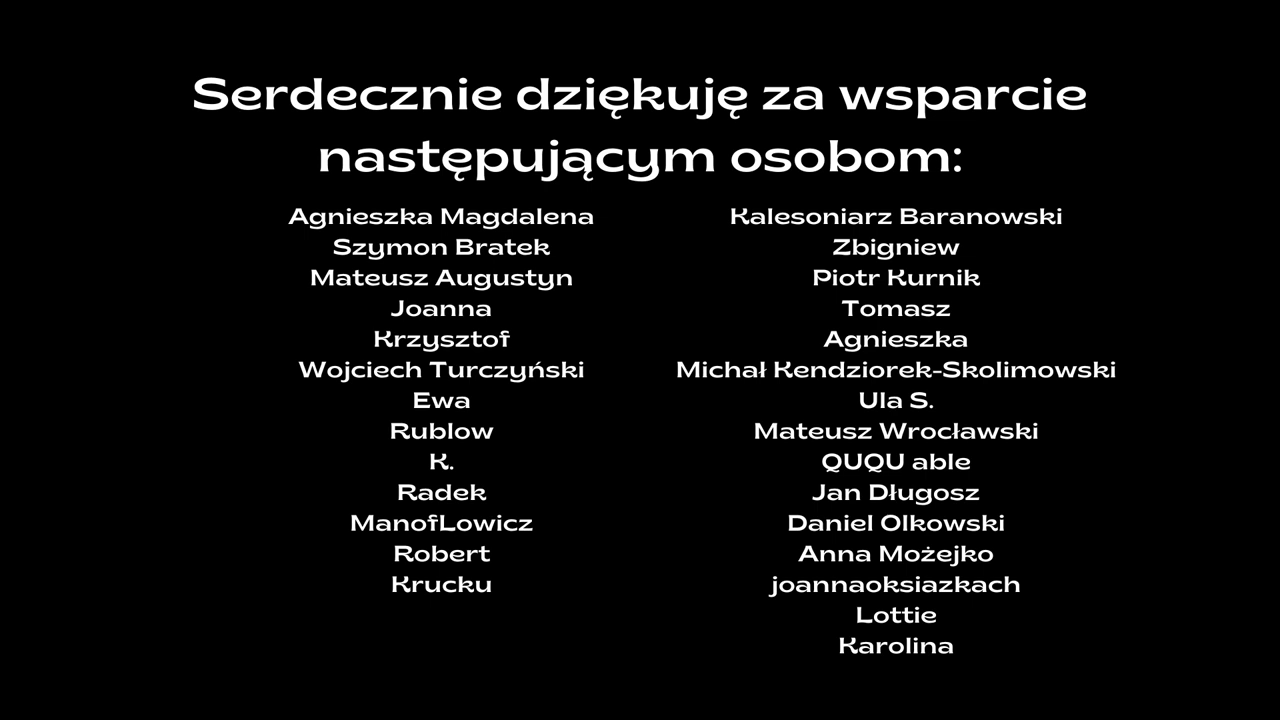 Serdecznie dziękuję za wsparcie
następującym osobom:
Agnieszka Magdalena
Szymon Bratek
Mateusz Augustyn
Joanna
Krzysztof
Wojciech Turczyński
Ewa
Rublow
K.
Radek
ManofLowicz
Robert
Krucku
Kalesoniarz Baranowski
Zbigniew
Piotr Kurnik
Tomasz
Agnieszka
Michał Kendziorek-Skolimowski
Ula S.
Mateusz Wrocławski
QUQU able
Jan Długosz
Daniel Olkowski
Anna Możejko
joannaoksiazkach
Lottie
Karolina